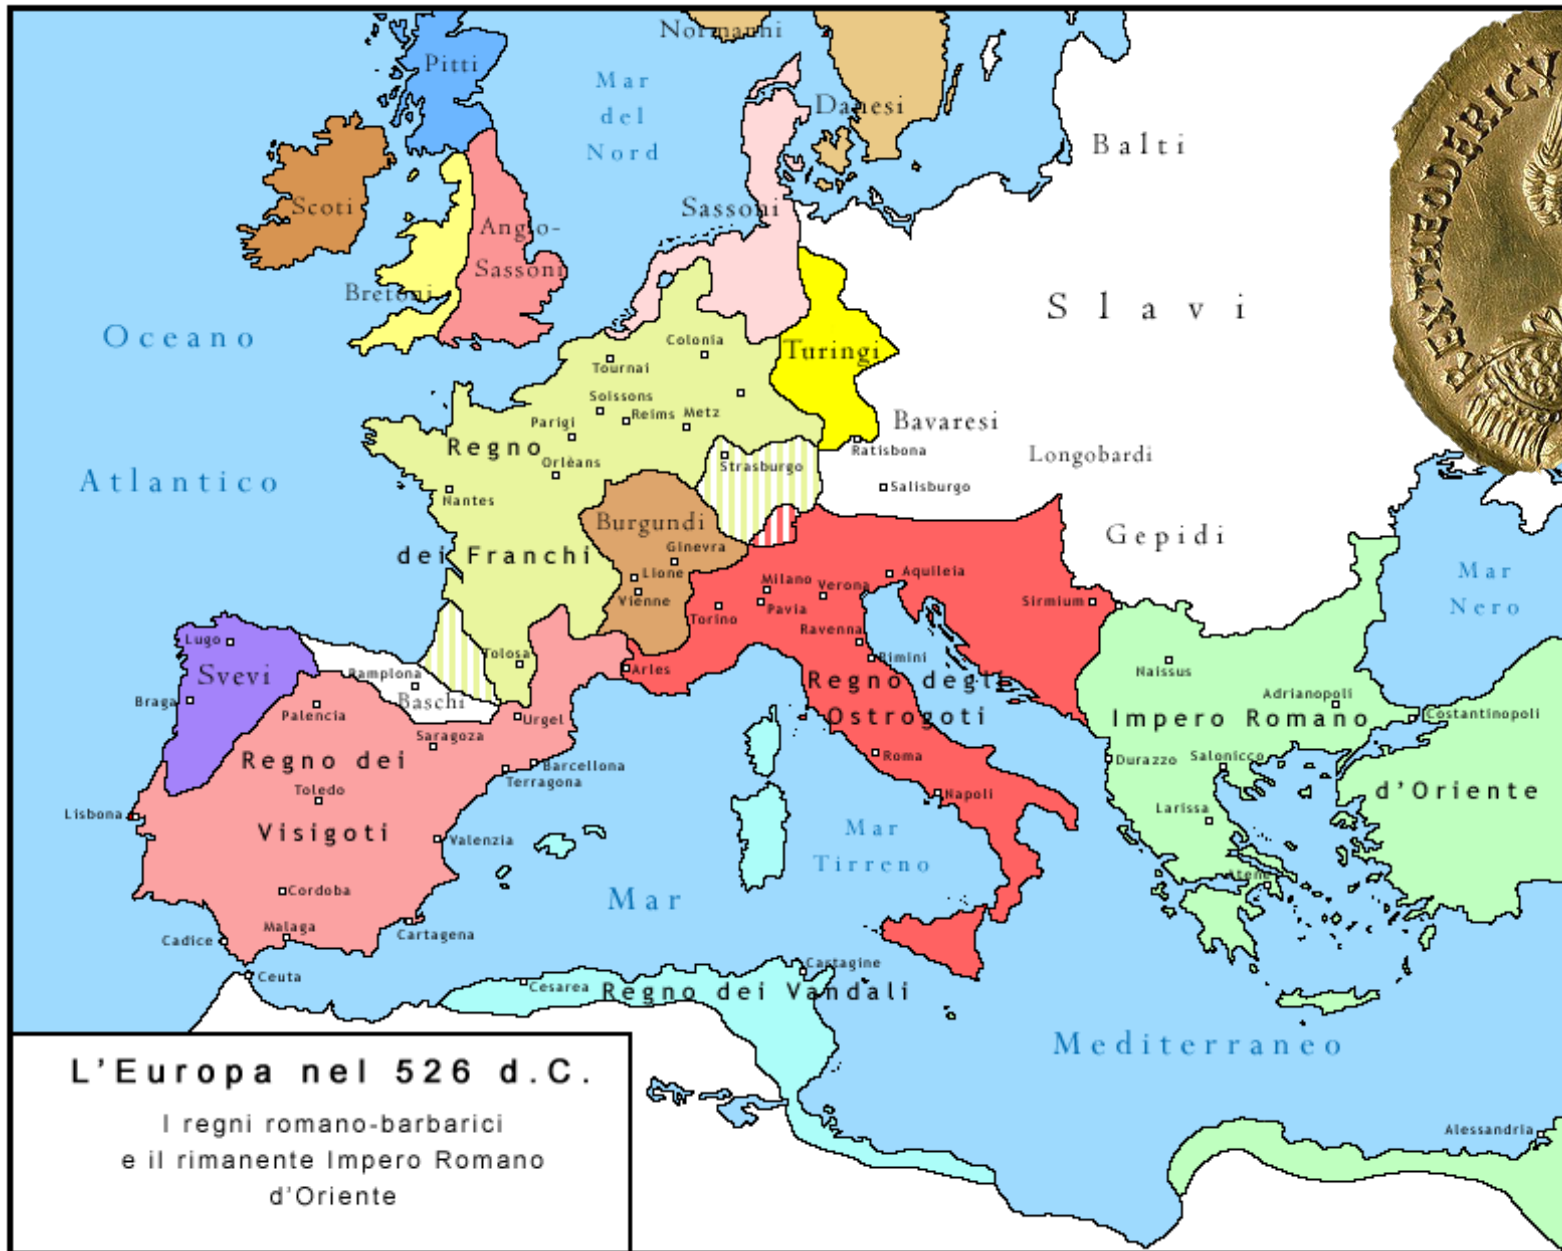 Normanni
Pitti
Mar
del
Nord
Danesi
Balti
REX THEODERICV
Scoti
Sassoni
Anglo-
Sassoni
Bretoni
Slavi
Oceano
Atlantico
Colonia
Tournai
Turingi
Soissons
Reims
Metz
Parigi
Regno
Orlèans
Nantes
dei Franchi
Strasburgo
Bavaresi
Ratisbona
Longobardi
Salisburgo
Burgundi
Ginevra
Lione
Vienne
Gepidi
Mar
Nero
Milano
Verona
Aquileia
Torino
Pavia
Sirmium
Ravenna
Rimini
Arles
Regno degli
Ostrogoti
Lugo
Svevi
Braga
Pamplona
Baschi
Tolosa
Palencia
Urgel
Saragoza
Regno dei
Visigoti
Toledo
Barcellona
Terragona
Lisbona
Valenzia
Cordoba
Malaga
Cadice
Cartagena
Ceuta
Roma
Napoli
Naissus
Adrianopoli
Impero Romano
d'Oriente
Costantinopoli
Durazzo
Salonicco
Larissa
Atene
Mar
Tirreno
Mar
Mediterraneo
Cesarea
Regno dei Vandali
Cartagine
Alessandria
L'Europa nel 526 d.C.
I regni romano-barbarici
e il rimanente Impero Romano
d'Oriente